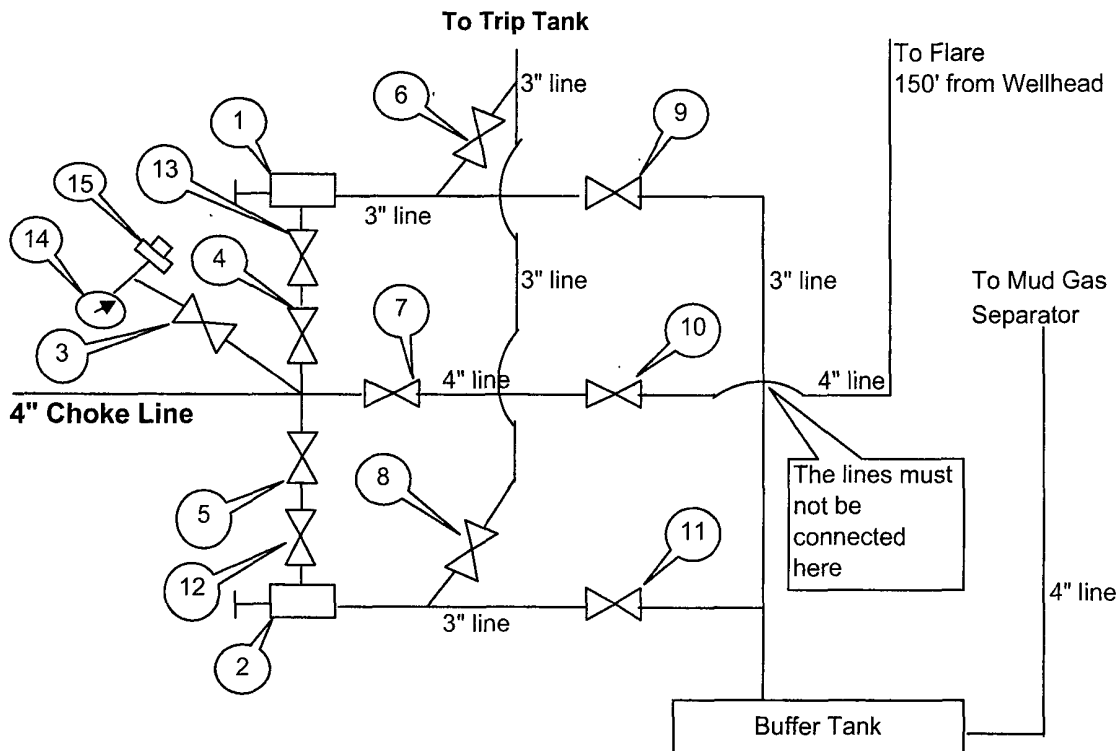 To Trip Tank
To Flare
150' from Wellhead
3" line
6
9
1
13
15
3" line
14
4
3" line
3" line
To Mud Gas
Separator
7
10
3
4" line
4" line
4" Choke Line
The lines must
not be
connected
here
8
5
11
12
4" line
3" line
2
Buffer Tank